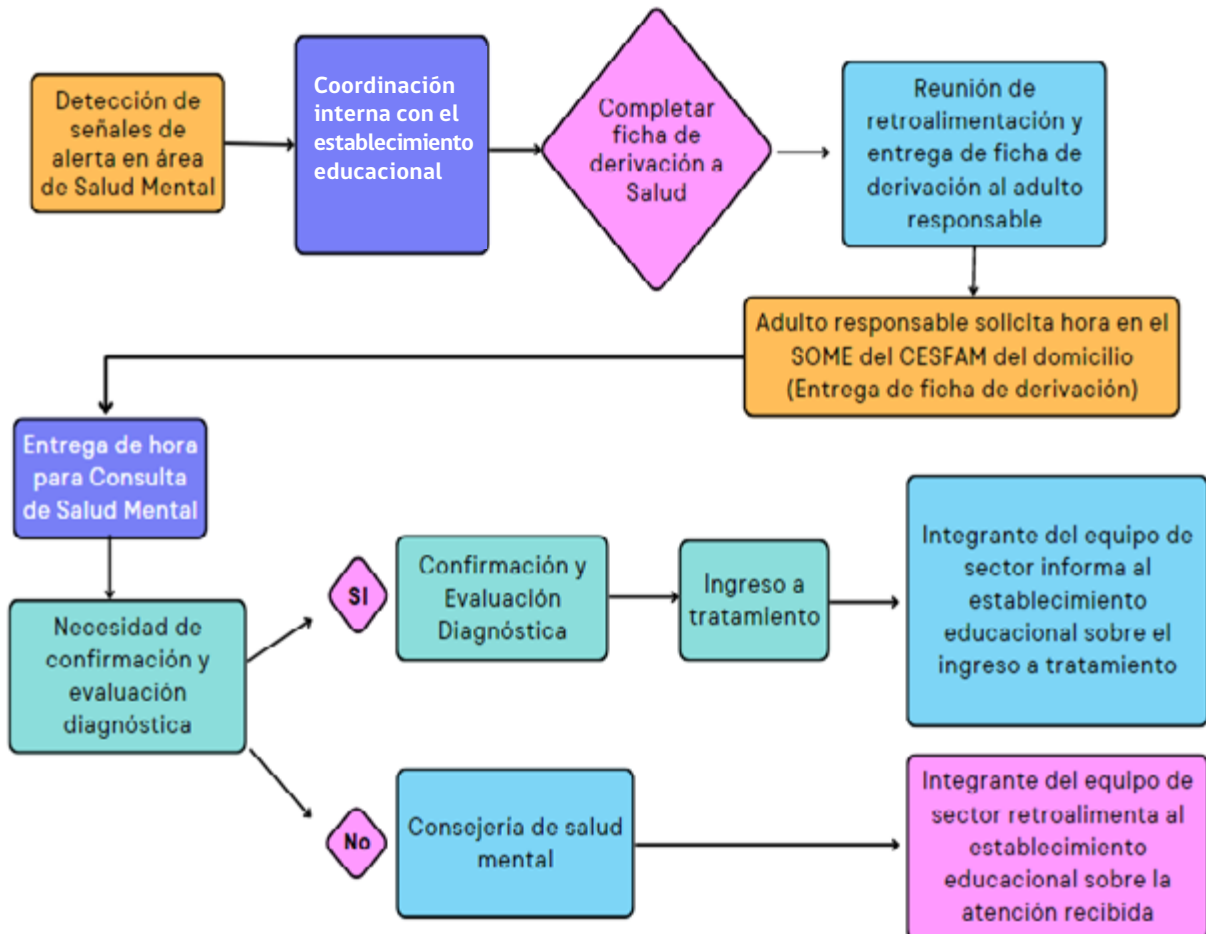 Detección de
señales de
alerta en área
de Salud Mental
Coordinación
interna con el
establecimiento
educacional
Completar
ficha de
derivación a
Salud
Reunión de
retroalimentación y
entrega de ficha de
derivación al adulto
responsable
Adulto responsable solicita hora en el
SOME del CESFAM del domicilio
(Entrega de ficha de derivación)
Entrega de hora
para Consulta
de Salud Mental
Necesidad de
confirmación y
evaluación
diagnóstica
SI
Confirmación y
Evaluación
Diagnóstica
Ingreso a
tratamiento
Integrante del equipo de
sector informa al
establecimiento
educacional sobre el
ingreso a tratamiento
No
Consejería de salud
mental
Integrante del equipo de
sector retroalimenta al
establecimiento
educacional sobre la
atención recibida